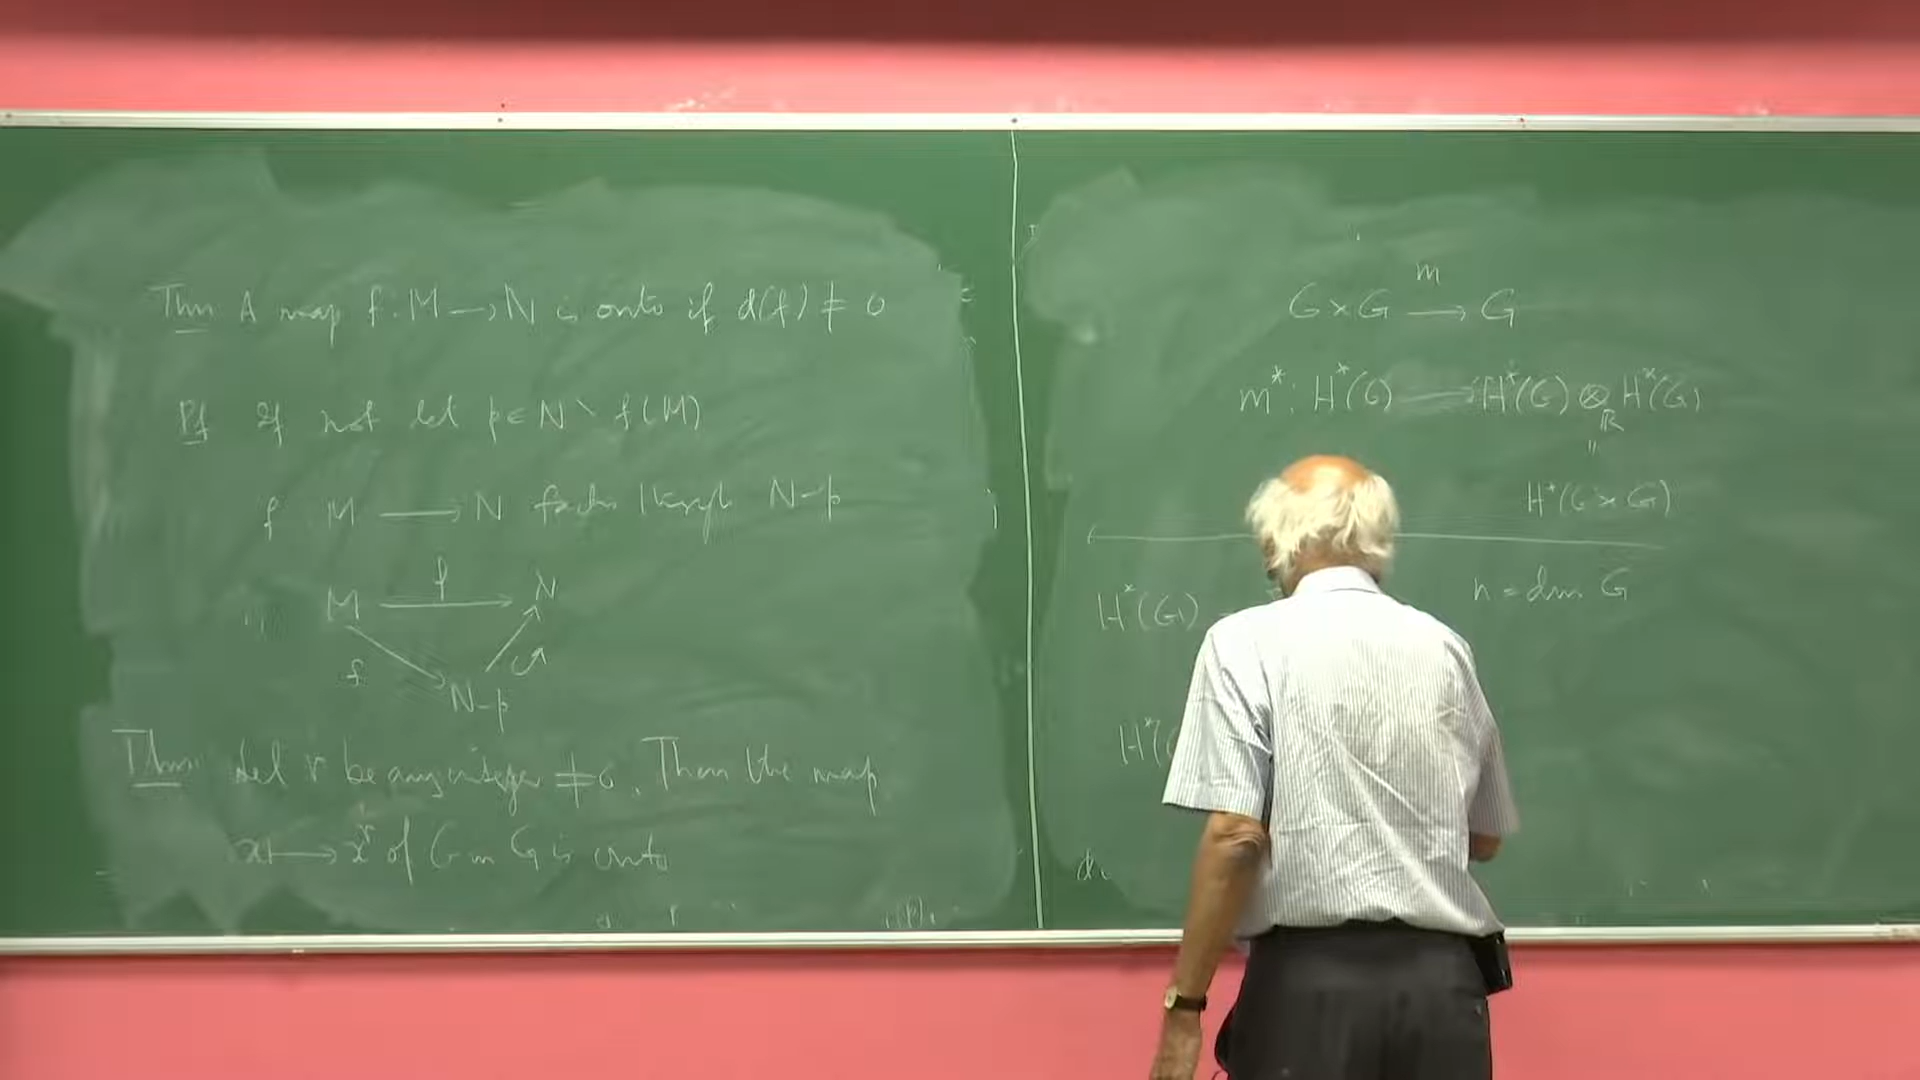 Thm A map f: M → N is onto if d(f) ≠ 0
Pf If not let p ∈ N \ f(M)
f M → N factors through N-p
M f→ N
f
N-p
Thm Let r be any integer ≠ 0. Then the map
x ↦ x^r of G in G is onto
m
G × G → G
m*: H*(G) → H*(G) ⊗_ℝ H*(G)
"
H*(G × G)
H*(G) n = dim G
H*(